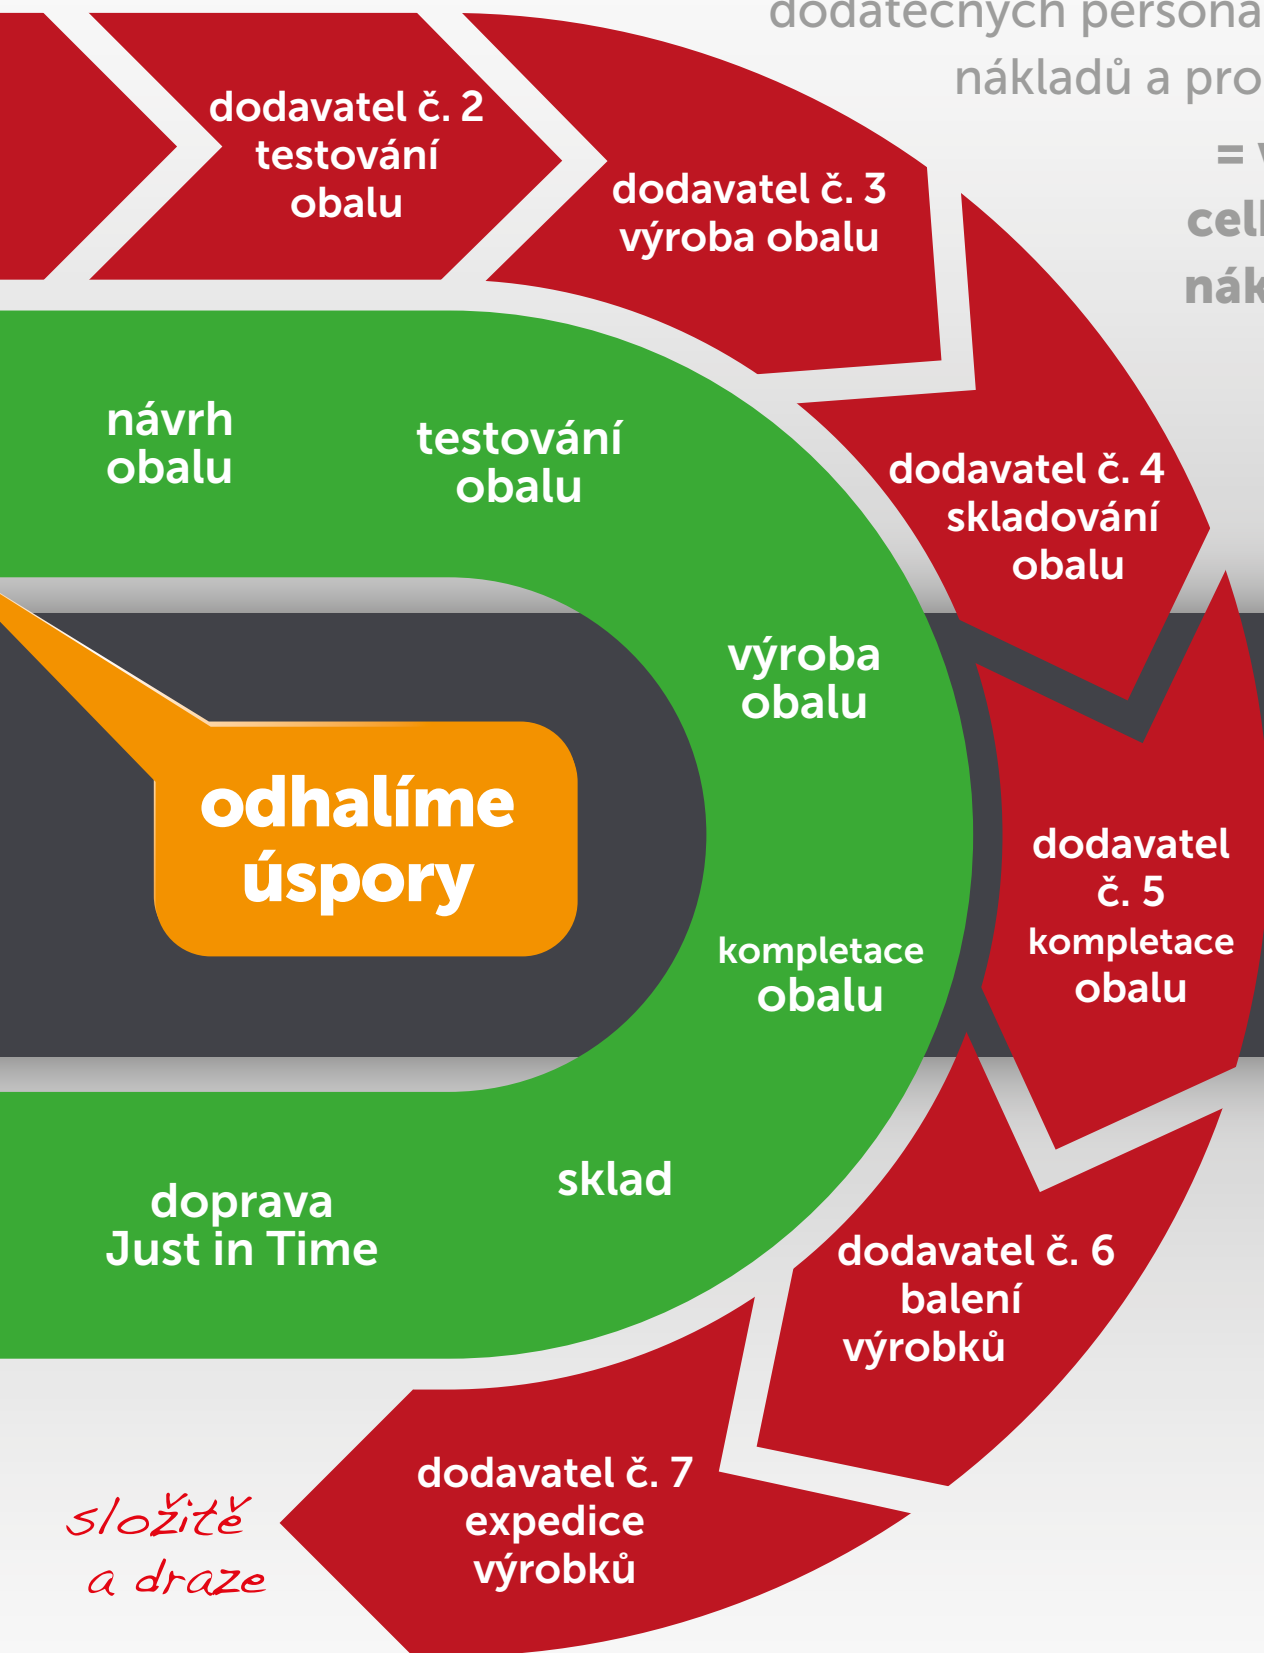 dodatečných
nákladů a
=
dodavatel č. 2
testování
obalu
dodavatel č. 3
výroba obalu
dodavatel č. 4
skladování
obalu
dodavatel
č. 5
kompletace
obalu
dodavatel č. 6
balení
výrobků
dodavatel č. 7
expedice
výrobků
složitě
a draze
návrh
obalu
testování
obalu
výroba
obalu
kompletace
obalu
sklad
doprava
Just in Time
odhalíme
úspory